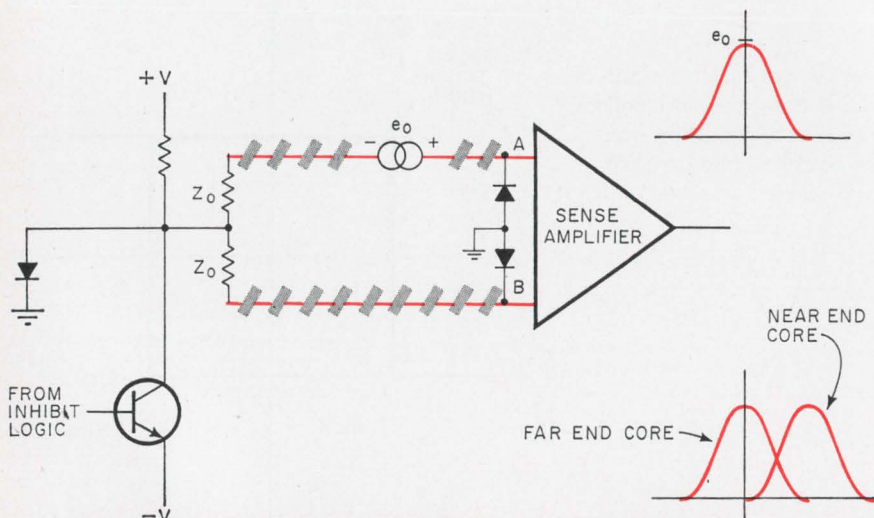 +V
e₀
−
+
A
Z₀
Z₀
B
SENSE
AMPLIFIER
FROM
INHIBIT
LOGIC
−V
e₀
NEAR END
CORE
FAR END CORE